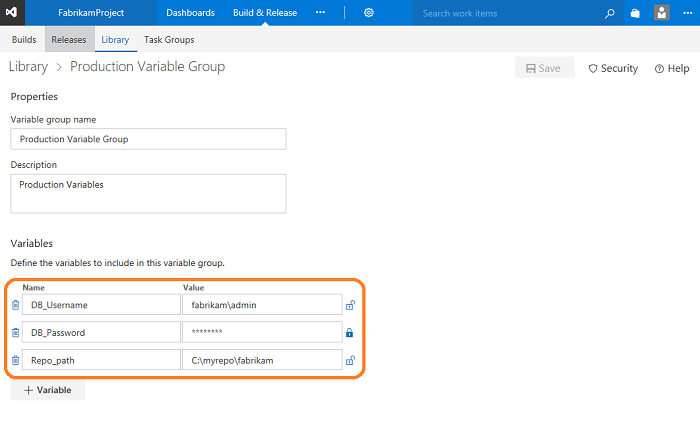 FabrikamProject Dashboards Build & Release ••• Search work items
Builds Releases Library Task Groups
Library > Production Variable Group Save Security Help
Properties
Variable group name
Production Variable Group
Description
Production Variables
Variables
Define the variables to include in this variable group.
Name Value
DB_Username fabrikam\admin
DB_Password ********
Repo_path C:\myrepo\fabrikam
+ Variable